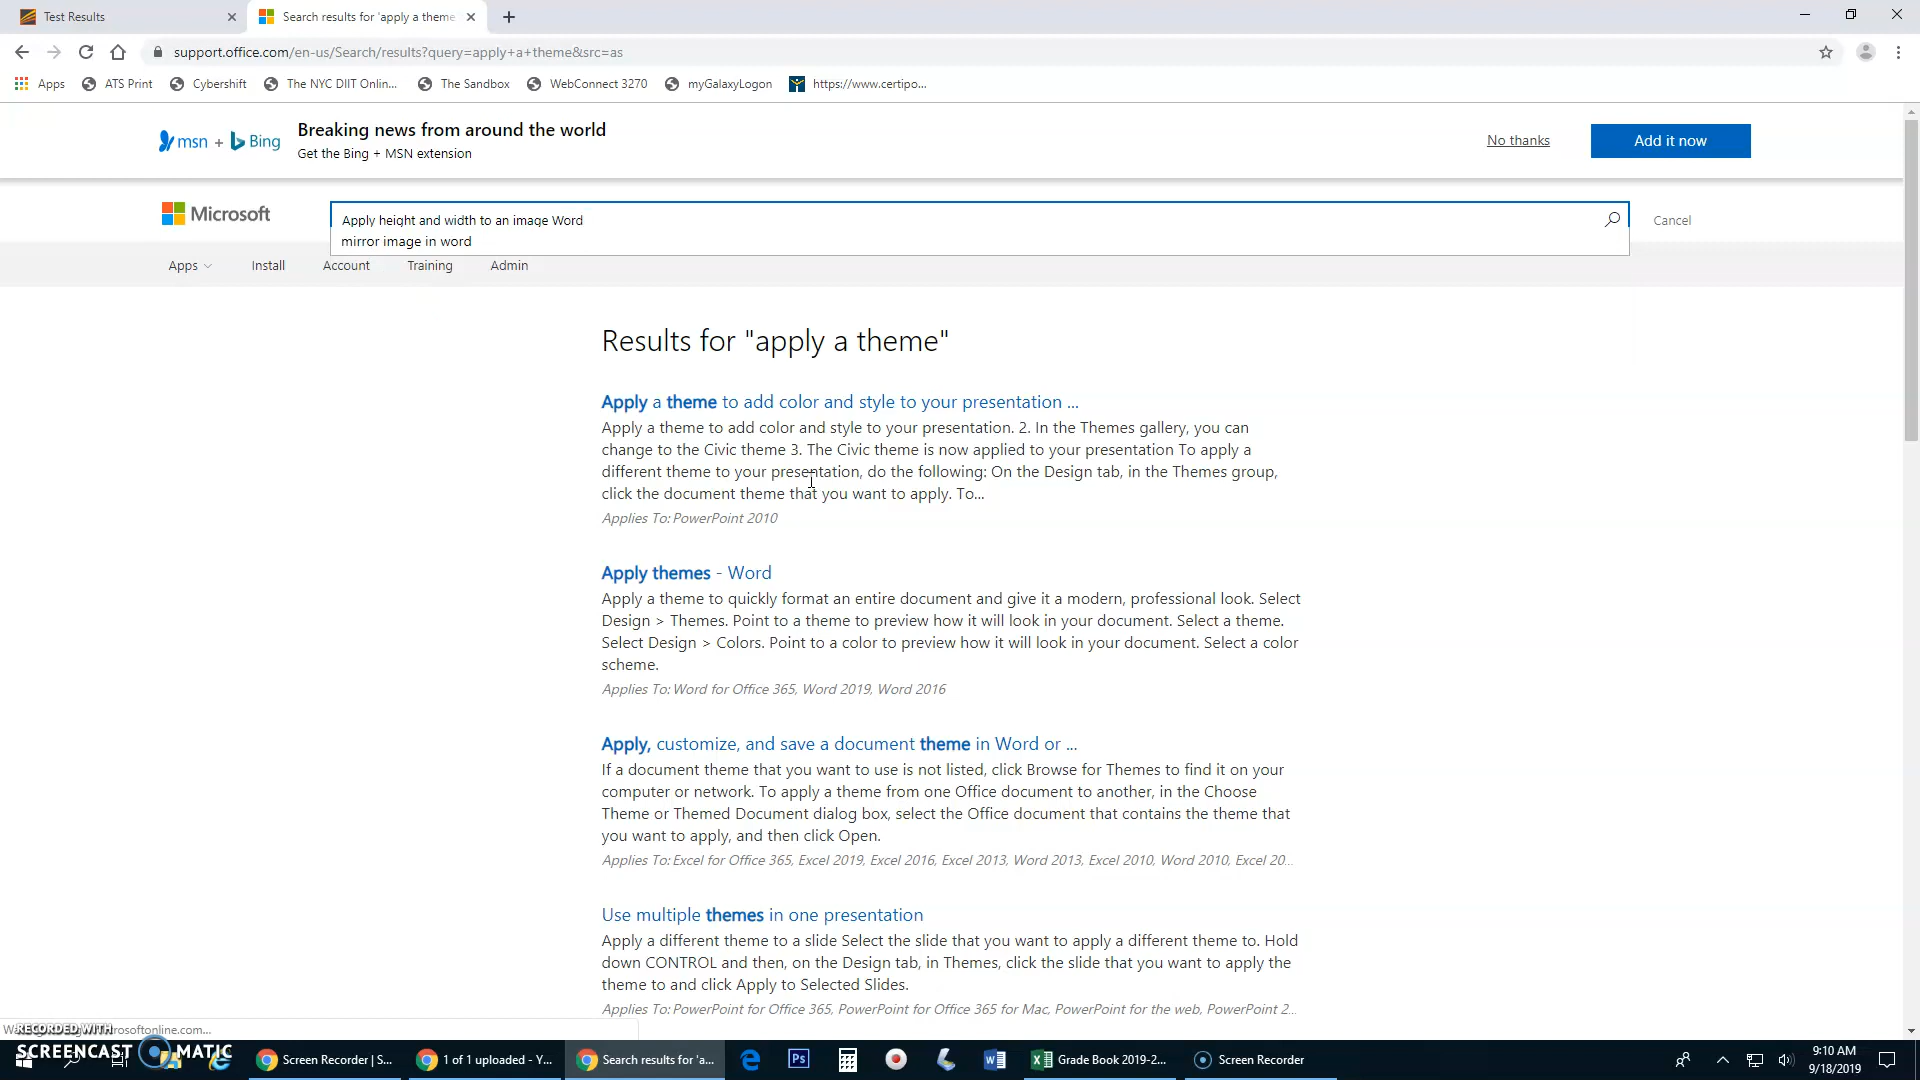 Test Results
Search results for 'apply a theme
support.office.com/en-us/Search/results?query=apply+a+theme&src=as
Apps
ATS Print
Cybershift
The NYC DIIT Onlin...
The Sandbox
WebConnect 3270
myGalaxyLogon
https://www.certipo...
msn + Bing
Breaking news from around the world
Get the Bing + MSN extension
No thanks
Add it now
Microsoft
Apply height and width to an image Word
mirror image in word
Cancel
Apps
Install
Account
Training
Admin
Results for "apply a theme"
Apply a theme to add color and style to your presentation ...
Apply a theme to add color and style to your presentation. 2. In the Themes gallery, you can
change to the Civic theme 3. The Civic theme is now applied to your presentation To apply a
different theme to your presentation, do the following: On the Design tab, in the Themes group,
click the document theme that you want to apply. To...
Applies To: PowerPoint 2010
Apply themes - Word
Apply a theme to quickly format an entire document and give it a modern, professional look. Select
Design > Themes. Point to a theme to preview how it will look in your document. Select a theme.
Select Design > Colors. Point to a color to preview how it will look in your document. Select a color
scheme.
Applies To: Word for Office 365, Word 2019, Word 2016
Apply, customize, and save a document theme in Word or ...
If a document theme that you want to use is not listed, click Browse for Themes to find it on your
computer or network. To apply a theme from one Office document to another, in the Choose
Theme or Themed Document dialog box, select the Office document that contains the theme that
you want to apply, and then click Open.
Applies To: Excel for Office 365, Excel 2019, Excel 2016, Excel 2013, Word 2013, Excel 2010, Word 2010, Excel 20...
Use multiple themes in one presentation
Apply a different theme to a slide Select the slide that you want to apply a different theme to. Hold
down CONTROL and then, on the Design tab, in Themes, click the slide that you want to apply the
theme to and click Apply to Selected Slides.
Applies To: PowerPoint for Office 365, PowerPoint for Office 365 for Mac, PowerPoint for the web, PowerPoint 2...
RECORDED WITH
SCREENCAST MATIC
Screen Recorder | S...
1 of 1 uploaded - Y...
Search results for 'a...
Ps
Grade Book 2019-2...
Screen Recorder
9:10 AM
9/18/2019